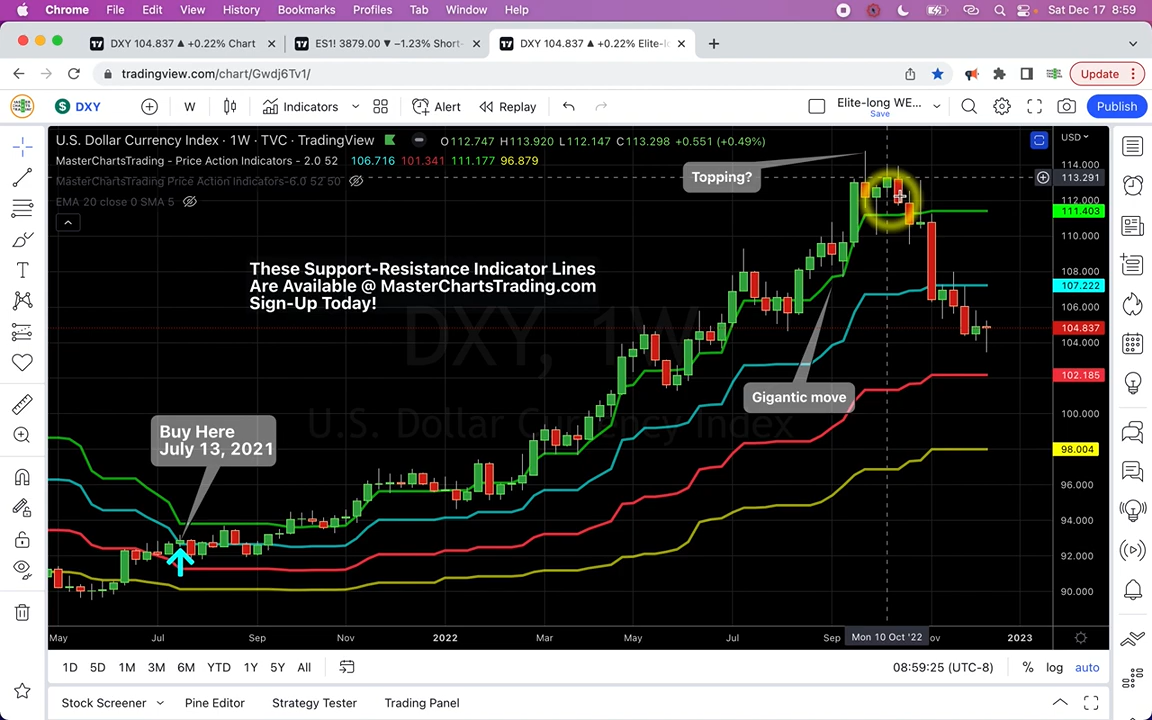 Chrome File Edit View History Bookmarks Profiles Tab Window Help Sat Dec 17 8:59
DXY 104.837 ▲ +0.22% Chart
ES1! 3879.00 ▼ −1.23% Short-
DXY 104.837 ▲ +0.22% Elite-l
tradingview.com/chart/Gwdj6Tv1/
Update
DXY W Indicators Alert Replay Elite-long WE... Save Publish
U.S. Dollar Currency Index · 1W · TVC · TradingView O112.747 H113.920 L112.147 C113.298 +0.551 (+0.49%)
MasterChartsTrading - Price Action Indicators - 2.0 52 106.716 101.341 111.177 96.879
MasterChartsTrading Price Action Indicators-6.0 52 50
EMA 20 close 0 SMA 5
USD
Topping?
These Support-Resistance Indicator Lines
Are Available @ MasterChartsTrading.com
Sign-Up Today!
DXY, 1W
U.S. Dollar Currency Index
Gigantic move
Buy Here
July 13, 2021
114.000
113.291
112.000
111.403
110.000
108.000
107.222
106.000
104.837
104.000
102.185
100.000
98.004
96.000
94.000
92.000
90.000
May Jul Sep Nov 2022 Mar May Jul Sep Mon 10 Oct '22 ov 2023
1D 5D 1M 3M 6M YTD 1Y 5Y All 08:59:25 (UTC-8) % log auto
Stock Screener Pine Editor Strategy Tester Trading Panel